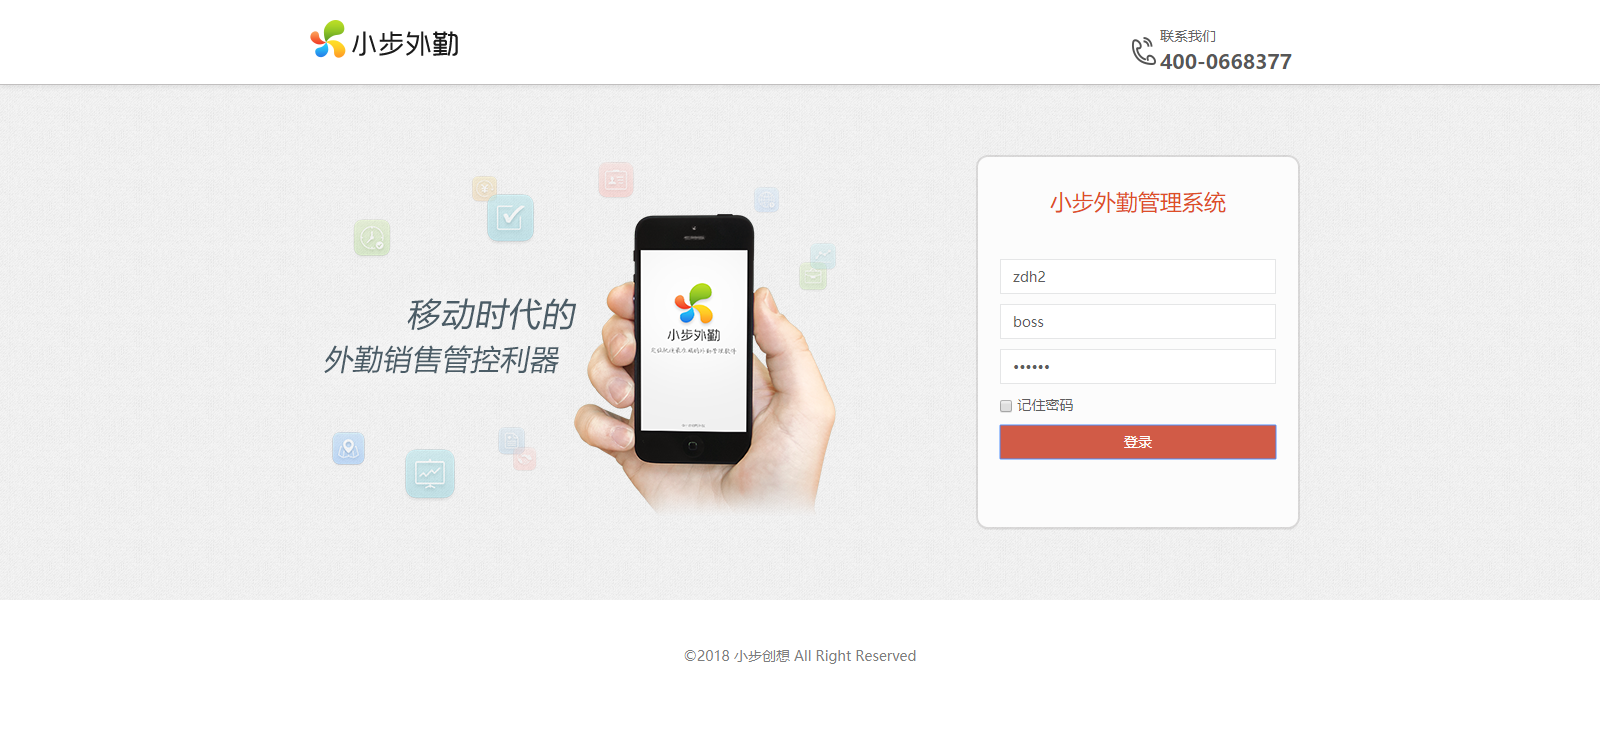 小步外勤
联系我们
400-0668377
移动时代的
外勤销售管控利器
小步外勤
小步外勤管理系统
zdh2
boss
••••••
记住密码
登录
©2018 小步创想 All Right Reserved